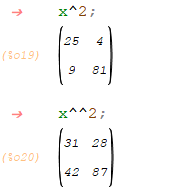 → x^2;
(%o19) 25 4
9 81
→ x^^2;
(%o20) 31 28
42 87